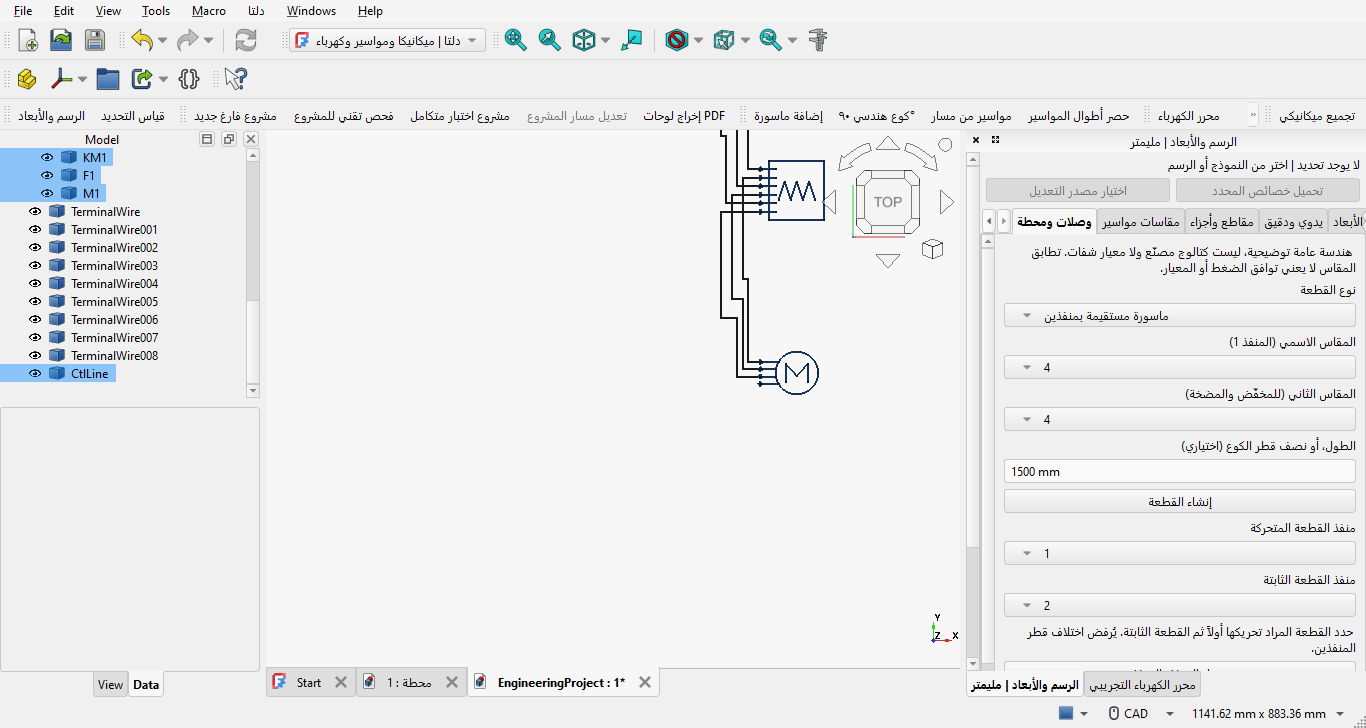 File Edit View Tools Macro دلتا Windows Help
دلتا | ميكانيكا ومواسير وكهرباء
الرسم والأبعاد قياس التحديد مشروع فارغ جديد فحص تقني للمشروع مشروع اختبار متكامل تعديل مسار المشروع PDF إخراج لوحات إضافة ماسورة كوع هندسي ٩٠° مواسير من مسار حصر أطوال المواسير محرر الكهرباء » تجميع ميكانيكي
Model
KM1
F1
M1
TerminalWire
TerminalWire001
TerminalWire002
TerminalWire003
TerminalWire004
TerminalWire005
TerminalWire006
TerminalWire007
TerminalWire008
CtlLine
View Data
TOP
M
Y
Z X
Start محطة : 1 EngineeringProject : 1*
الرسم والأبعاد | مليمتر
لا يوجد تحديد | اختر من النموذج أو الرسم
اختيار مصدر التعديل تحميل خصائص المحدد
وصلات ومحطة مقاسات مواسير مقاطع وأجزاء يدوي ودقيق الأبعاد
هندسة عامة توضيحية، ليست كتالوج مصنّع ولا معيار شفات. تطابق
المقاس لا يعني توافق الضغط أو المعيار.
نوع القطعة
ماسورة مستقيمة بمنفذين
المقاس الاسمي (المنفذ 1)
4
المقاس الثاني (للمخفّض والمضخة)
4
الطول، أو نصف قطر الكوع (اختياري)
1500 mm
إنشاء القطعة
منفذ القطعة المتحركة
1
منفذ القطعة الثابتة
2
حدد القطعة المراد تحريكها أولاً ثم القطعة الثابتة. يُرفض اختلاف قطر
المنفذين.
الرسم والأبعاد | مليمتر محرر الكهرباء التجريبي
CAD 1141.62 mm x 883.36 mm